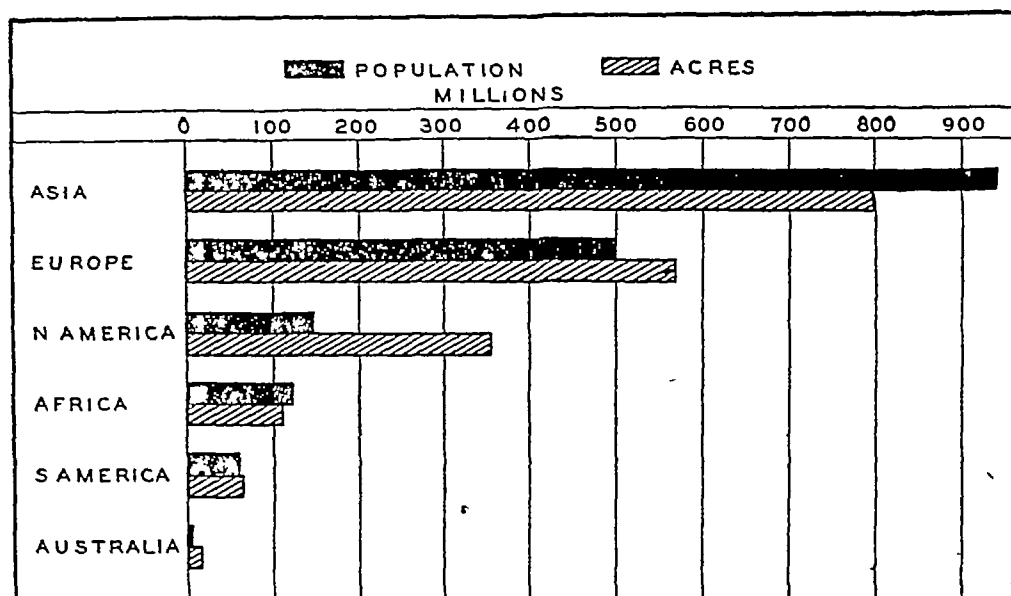 POPULATION ACRES
MILLIONS
0 100 200 300 400 500 600 700 800 900
ASIA
EUROPE
N AMERICA
AFRICA
S AMERICA
AUSTRALIA